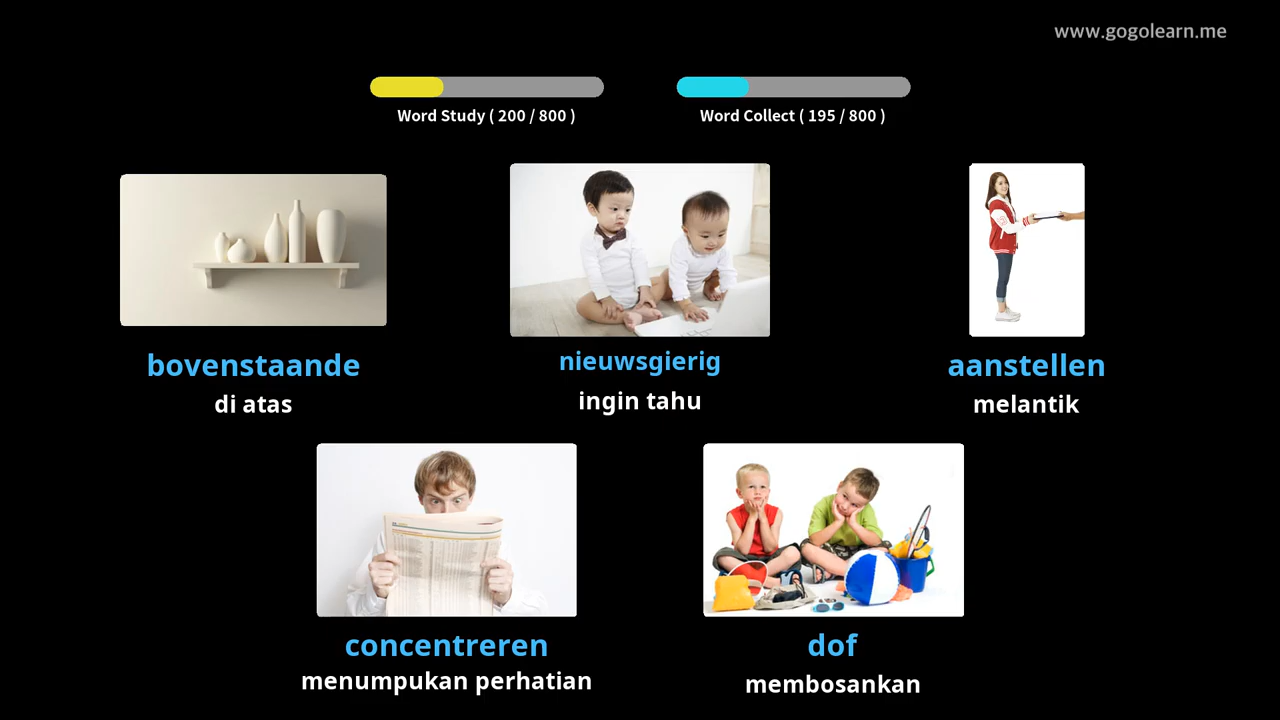 www.gogolearn.me
Word Study ( 200 / 800 )
Word Collect ( 195 / 800 )
bovenstaande
di atas
nieuwsgierig
ingin tahu
aanstellen
melantik
concentreren
menumpukan perhatian
dof
membosankan